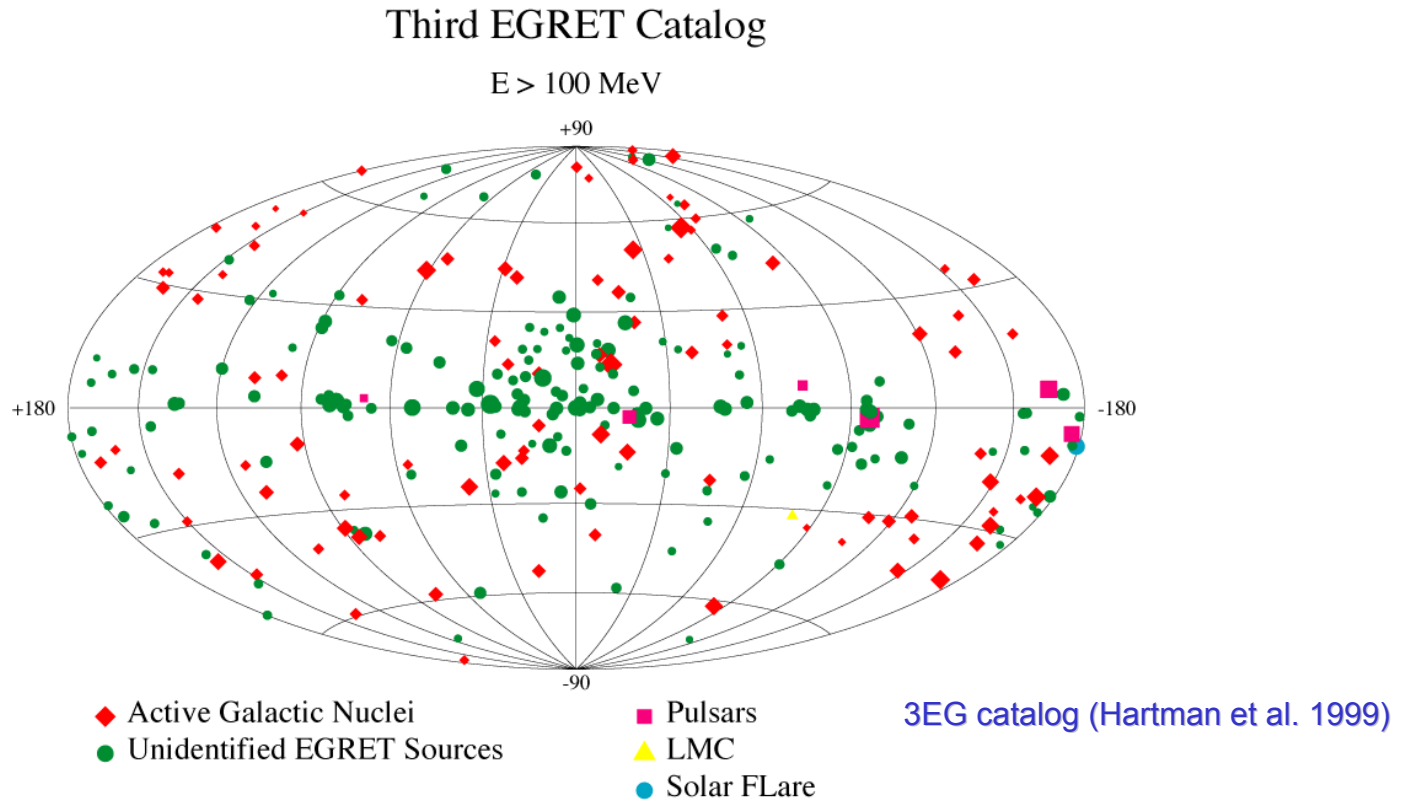 Third EGRET Catalog
E > 100 MeV
+90
+180
-180
-90
Active Galactic Nuclei
Unidentified EGRET Sources
Pulsars
LMC
Solar FLare
3EG catalog (Hartman et al. 1999)